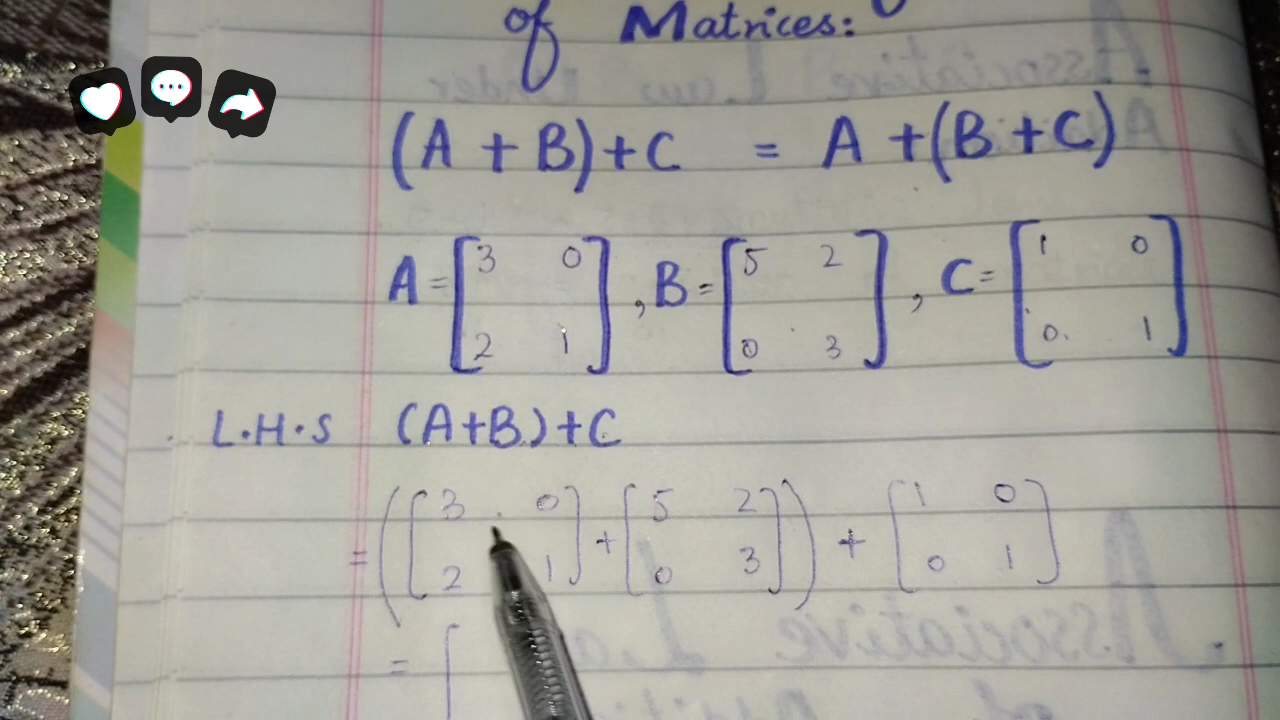 of Matrices:
(A + B) + C = A + (B + C)
A = [3 0 2 1], B = [5 2 0 3], C = [1 0 0. 1]
L.H.S (A+B)+C
= ([3 0 2 1] + [5 2 0 3]) + [1 0 0 1]
= [